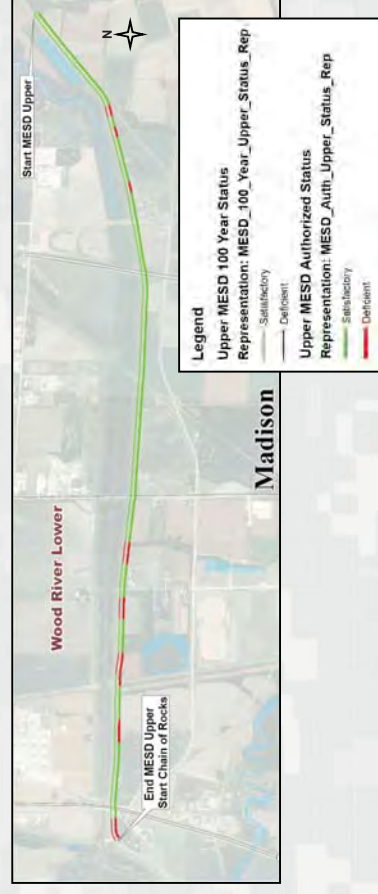 Start MESD Upper
N
Wood River Lower
Madison
End MESD Upper
Start Chain of Rocks
Legend
Upper MESD 100 Year Status
Representation: MESD_100_Year_Upper_Status_Rep
Satisfactory
Deficient
Upper MESD Authorized Status
Representation: MESD_Auth_Upper_Status_Rep
Satisfactory
Deficient